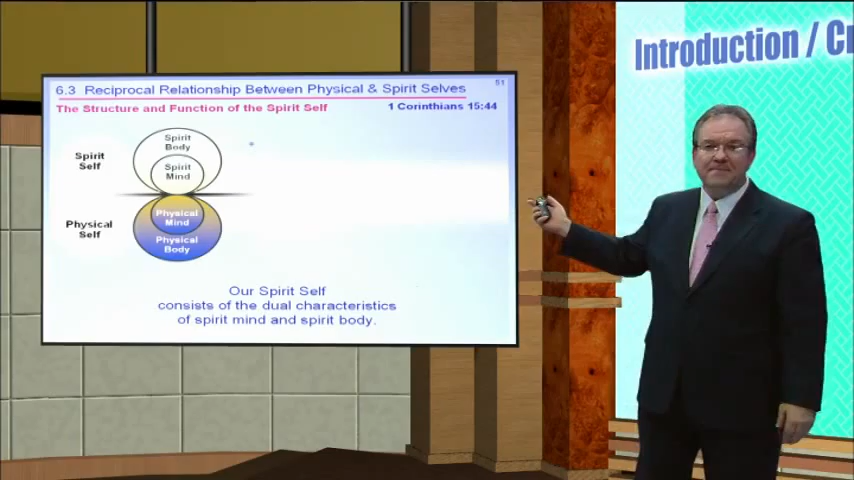 Introduction / Cr
51
6.3 Reciprocal Relationship Between Physical & Spirit Selves
The Structure and Function of the Spirit Self
1 Corinthians 15:44
Spirit
Self
Spirit
Body
Spirit
Mind
Physical
Self
Physical
Mind
Physical
Body
Our Spirit Self
consists of the dual characteristics
of spirit mind and spirit body.